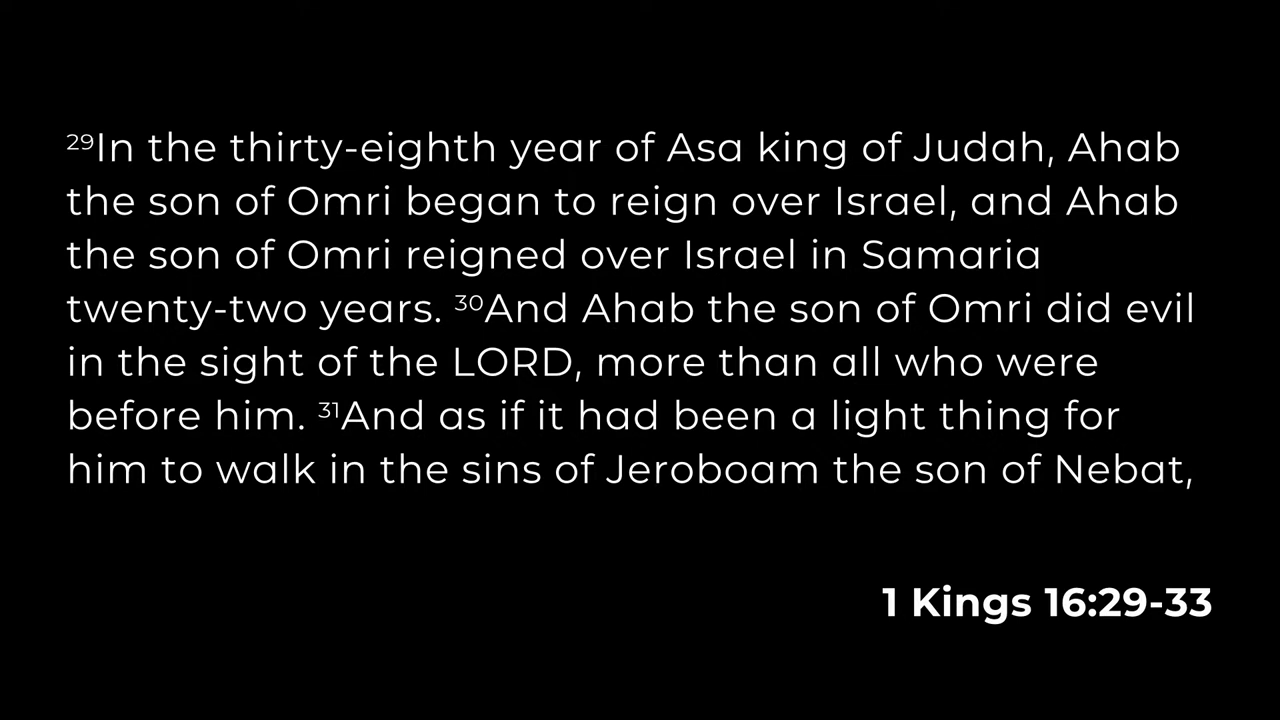 29In the thirty-eighth year of Asa king of Judah, Ahab
the son of Omri began to reign over Israel, and Ahab
the son of Omri reigned over Israel in Samaria
twenty-two years. 30And Ahab the son of Omri did evil
in the sight of the LORD, more than all who were
before him. 31And as if it had been a light thing for
him to walk in the sins of Jeroboam the son of Nebat,
1 Kings 16:29-33